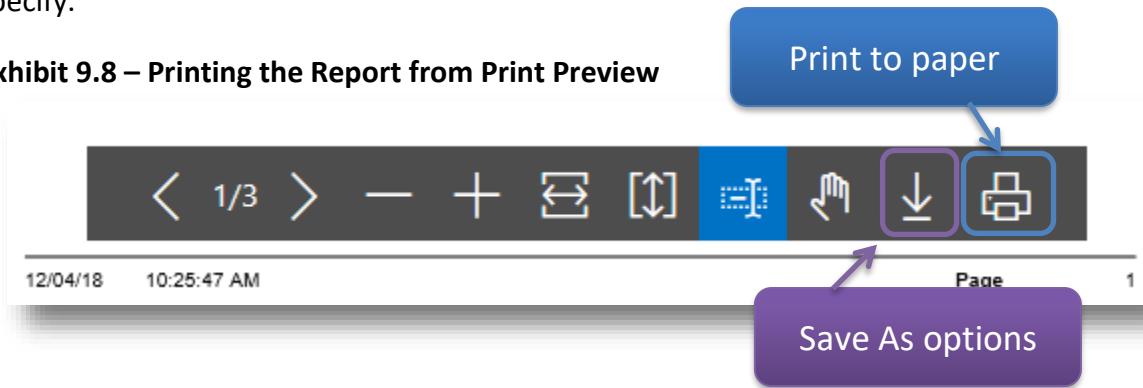 pecify.
xhibit 9.8 – Printing the Report from Print Preview
Print to paper
1/3
12/04/18 10:25:47 AM Page 1
Save As options